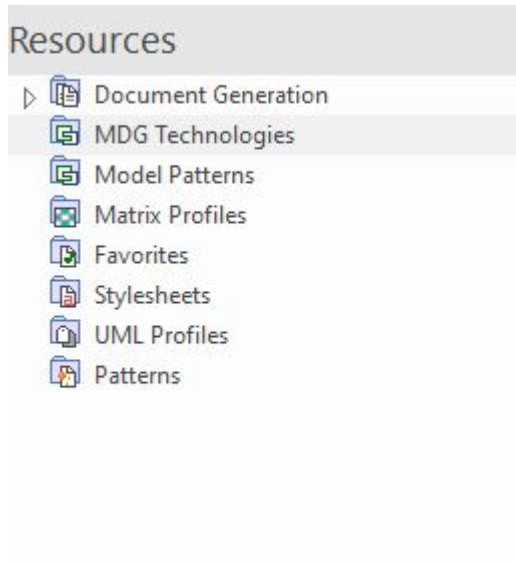 Resources
Document Generation
MDG Technologies
Model Patterns
Matrix Profiles
Favorites
Stylesheets
UML Profiles
Patterns